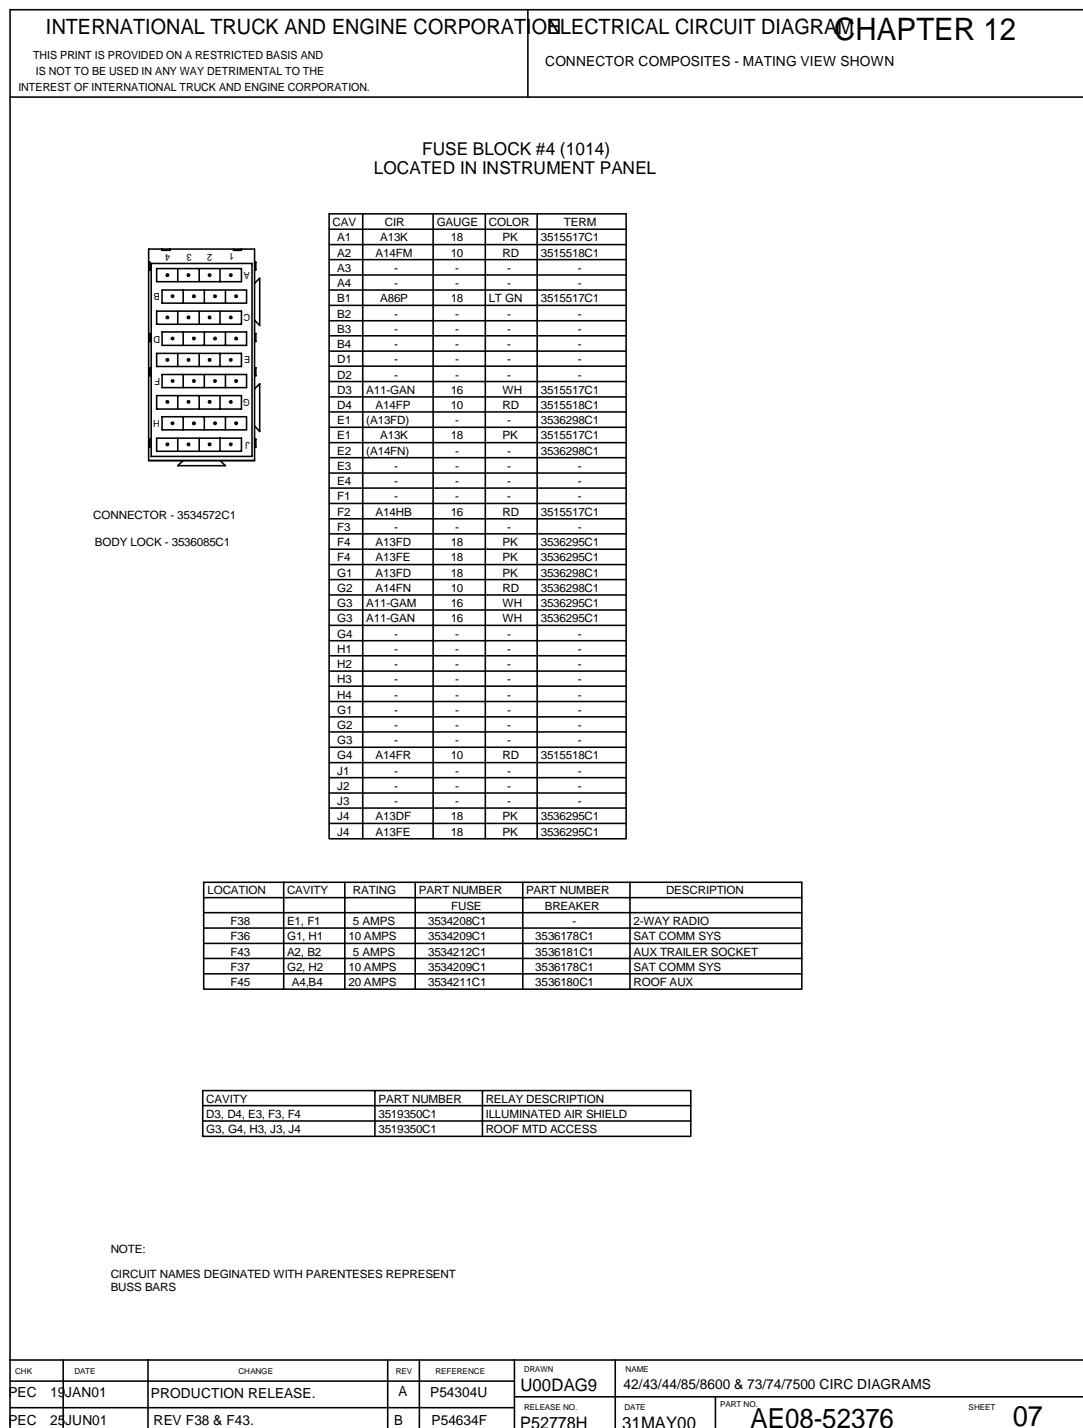 INTERNATIONAL TRUCK AND ENGINE CORPORATION
THIS PRINT IS PROVIDED ON A RESTRICTED BASIS AND
IS NOT TO BE USED IN ANY WAY DETRIMENTAL TO THE
INTEREST OF INTERNATIONAL TRUCK AND ENGINE CORPORATION.
ELECTRICAL CIRCUIT DIAGRAM
CHAPTER 12
CONNECTOR COMPOSITES - MATING VIEW SHOWN
FUSE BLOCK #4 (1014)
LOCATED IN INSTRUMENT PANEL
4 3 2 1
A
B
C
D
E
F
G
H
J
CONNECTOR - 3534572C1
BODY LOCK - 3536085C1
CAV CIR GAUGE COLOR TERM
A1 A13K 18 PK 3515517C1
A2 A14FM 10 RD 3515518C1
A3 - - - -
A4 - - - -
B1 A86P 18 LT GN 3515517C1
B2 - - - -
B3 - - - -
B4 - - - -
D1 - - - -
D2 - - - -
D3 A11-GAN 16 WH 3515517C1
D4 A14FP 10 RD 3515518C1
E1 (A13FD) - - 3536298C1
E1 A13K 18 PK 3515517C1
E2 (A14FN) - - 3536298C1
E3 - - - -
E4 - - - -
F1 - - - -
F2 A14HB 16 RD 3515517C1
F3 - - - -
F4 A13FD 18 PK 3536295C1
F4 A13FE 18 PK 3536295C1
G1 A13FD 18 PK 3536298C1
G2 A14FN 10 RD 3536298C1
G3 A11-GAM 16 WH 3536295C1
G3 A11-GAN 16 WH 3536295C1
G4 - - - -
H1 - - - -
H2 - - - -
H3 - - - -
H4 - - - -
G1 - - - -
G2 - - - -
G3 - - - -
G4 A14FR 10 RD 3515518C1
J1 - - - -
J2 - - - -
J3 - - - -
J4 A13DF 18 PK 3536295C1
J4 A13FE 18 PK 3536295C1
LOCATION CAVITY RATING PART NUMBER PART NUMBER DESCRIPTION
FUSE BREAKER
F38 E1, F1 5 AMPS 3534208C1 - 2-WAY RADIO
F36 G1, H1 10 AMPS 3534209C1 3536178C1 SAT COMM SYS
F43 A2, B2 5 AMPS 3534212C1 3536181C1 AUX TRAILER SOCKET
F37 G2, H2 10 AMPS 3534209C1 3536178C1 SAT COMM SYS
F45 A4,B4 20 AMPS 3534211C1 3536180C1 ROOF AUX
CAVITY PART NUMBER RELAY DESCRIPTION
D3, D4, E3, F3, F4 3519350C1 ILLUMINATED AIR SHIELD
G3, G4, H3, J3, J4 3519350C1 ROOF MTD ACCESS
NOTE:
CIRCUIT NAMES DEGINATED WITH PARENTESES REPRESENT
BUSS BARS
CHK DATE CHANGE REV REFERENCE
PEC 19JAN01 PRODUCTION RELEASE. A P54304U
PEC 25JUN01 REV F38 & F43. B P54634F
DRAWN
U00DAG9
NAME
42/43/44/85/8600 & 73/74/7500 CIRC DIAGRAMS
RELEASE NO.
P52778H
DATE
31MAY00
PART NO.
AE08-52376
SHEET
07